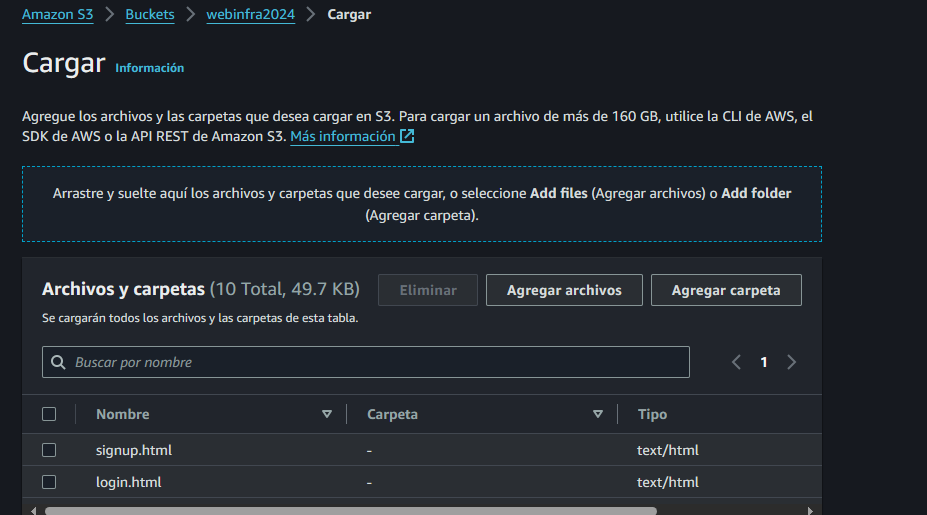 Amazon S3 > Buckets > webinfra2024 > Cargar
Cargar Información
Agregue los archivos y las carpetas que desea cargar en S3. Para cargar un archivo de más de 160 GB, utilice la CLI de AWS, el
SDK de AWS o la API REST de Amazon S3. Más información
Arrastre y suelte aquí los archivos y carpetas que desee cargar, o seleccione Add files (Agregar archivos) o Add folder
(Agregar carpeta).
Archivos y carpetas (10 Total, 49.7 KB) Eliminar Agregar archivos Agregar carpeta
Se cargarán todos los archivos y las carpetas de esta tabla.
Buscar por nombre 1
Nombre Carpeta Tipo
signup.html - text/html
login.html - text/html